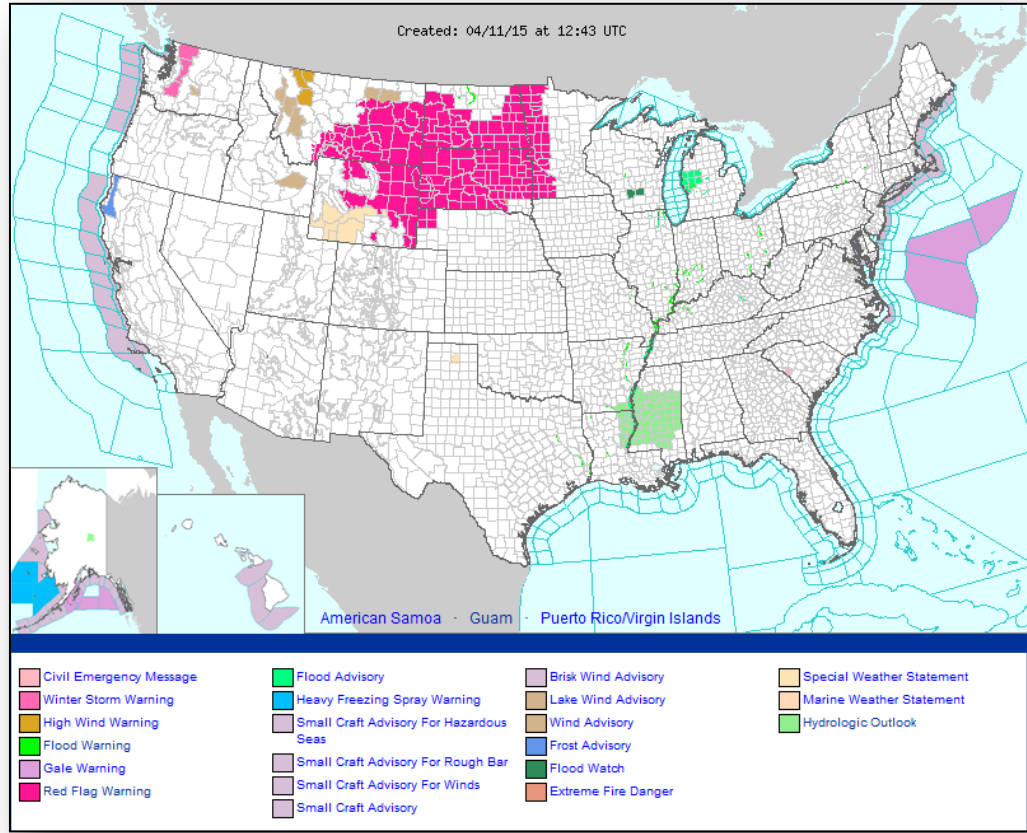 Created: 04/11/15 at 12:43 UTC
American Samoa · Guam · Puerto Rico/Virgin Islands
Civil Emergency Message
Winter Storm Warning
High Wind Warning
Flood Warning
Gale Warning
Red Flag Warning
Flood Advisory
Heavy Freezing Spray Warning
Small Craft Advisory For Hazardous
Seas
Small Craft Advisory For Rough Bar
Small Craft Advisory For Winds
Small Craft Advisory
Brisk Wind Advisory
Lake Wind Advisory
Wind Advisory
Frost Advisory
Flood Watch
Extreme Fire Danger
Special Weather Statement
Marine Weather Statement
Hydrologic Outlook